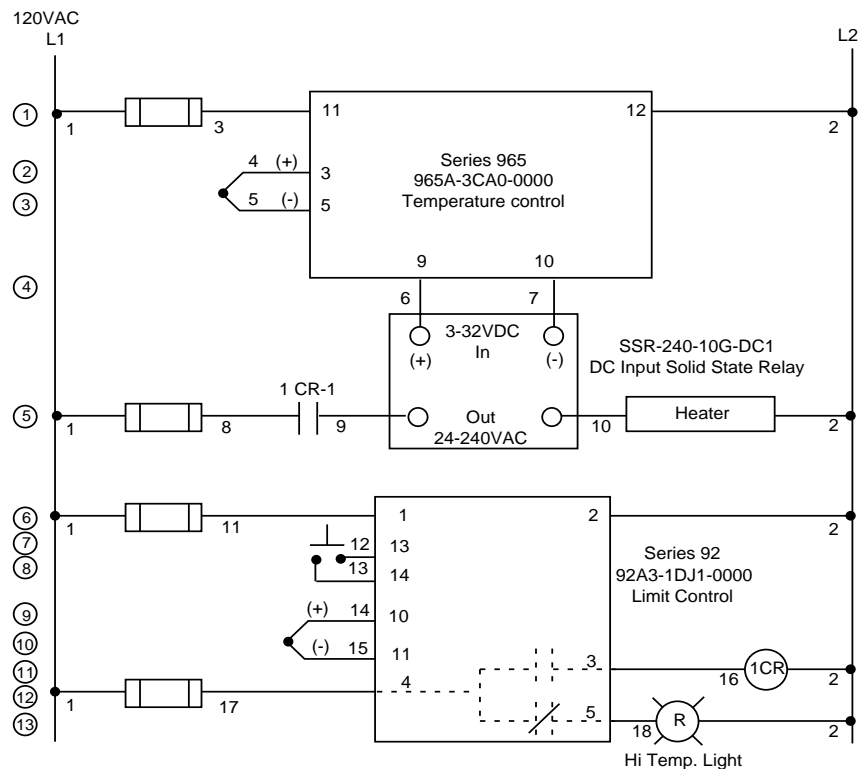 120VAC
L1
L2
1
1
3
11
12
2
2
4 (+) 3
Series 965
965A-3CA0-0000
Temperature control
3
5 (-) 5
9
10
4
6
7
3-32VDC
In
(+)
(-)
SSR-240-10G-DC1
DC Input Solid State Relay
1 CR-1
5
1
8
9
Out
24-240VAC
10
Heater
2
6
1
11
1
2
2
7
12
13
8
13
14
Series 92
92A3-1DJ1-0000
Limit Control
9
(+) 14 10
10
(-) 15 11
11
3
16
1CR
2
12
1
17
4
13
5
18
R
2
Hi Temp. Light